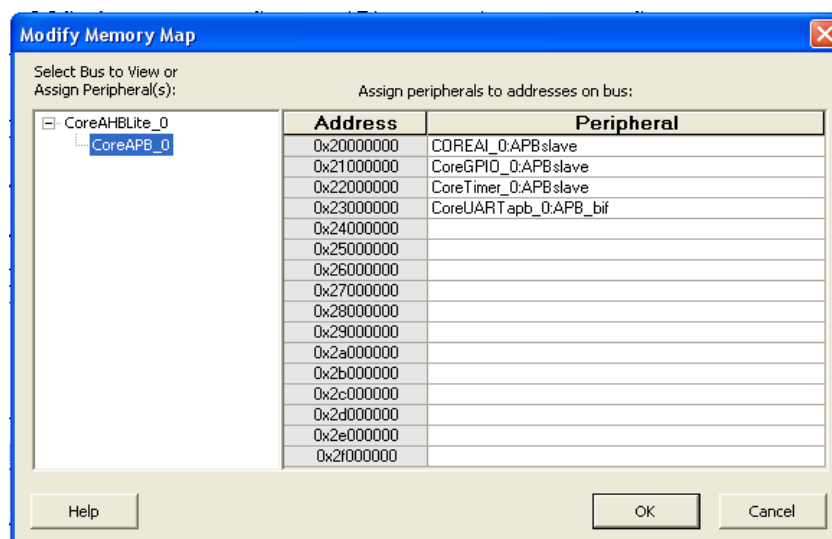 Modify Memory Map
Select Bus to View or
Assign Peripheral(s):
Assign peripherals to addresses on bus:
CoreAHBLite_0
CoreAPB_0
Address Peripheral
0x20000000 COREAI_0:APBslave
0x21000000 CoreGPIO_0:APBslave
0x22000000 CoreTimer_0:APBslave
0x23000000 CoreUARTapb_0:APB_bif
0x24000000
0x25000000
0x26000000
0x27000000
0x28000000
0x29000000
0x2a000000
0x2b000000
0x2c000000
0x2d000000
0x2e000000
0x2f000000
Help OK Cancel